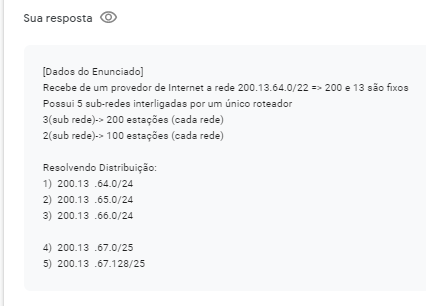 Sua resposta
[Dados do Enunciado]
Recebe de um provedor de Internet a rede 200.13.64.0/22 => 200 e 13 são fixos
Possui 5 sub-redes interligadas por um único roteador
3(sub rede)-> 200 estações (cada rede)
2(sub rede)-> 100 estações (cada rede)
Resolvendo Distribuição:
1) 200.13 .64.0/24
2) 200.13 .65.0/24
3) 200.13 .66.0/24
4) 200.13 .67.0/25
5) 200.13 .67.128/25